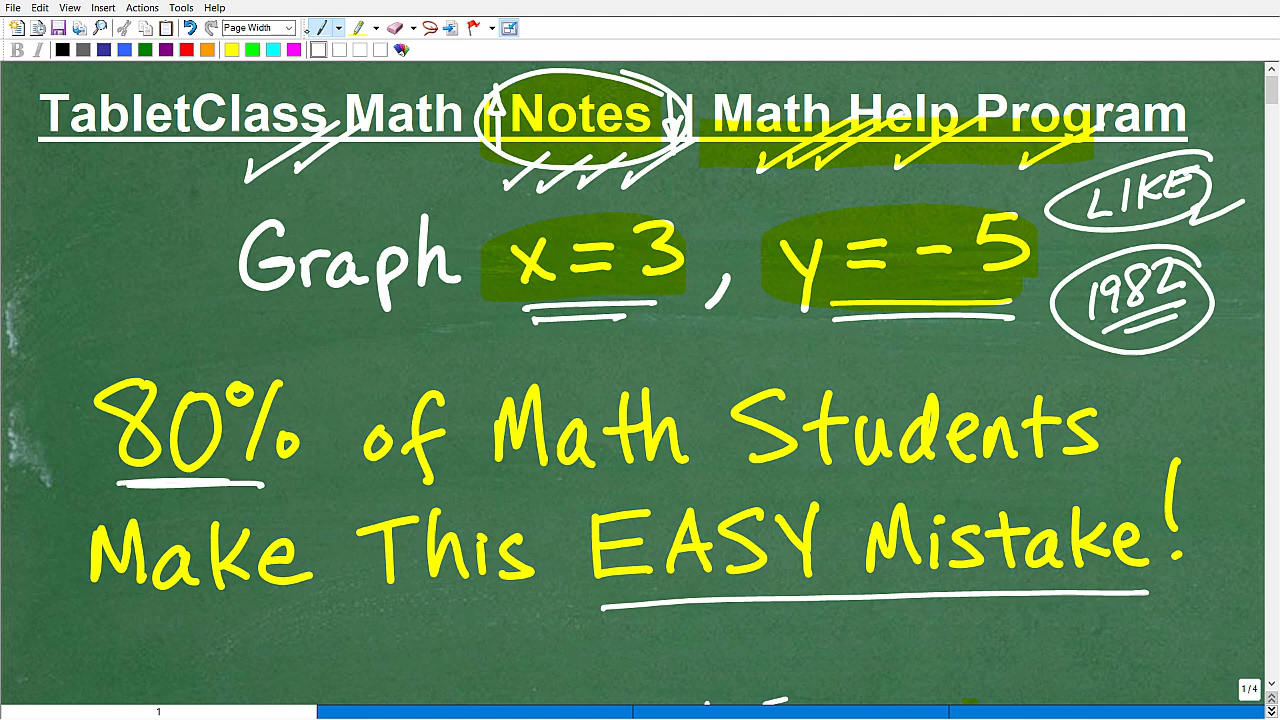 File Edit View Insert Actions Tools Help
Page Width
B I
TabletClass Math | Notes | Math Help Program
LIKE
Graph x = 3 , y = - 5
1982
80% of Math Students
Make This EASY Mistake!
1/4
1